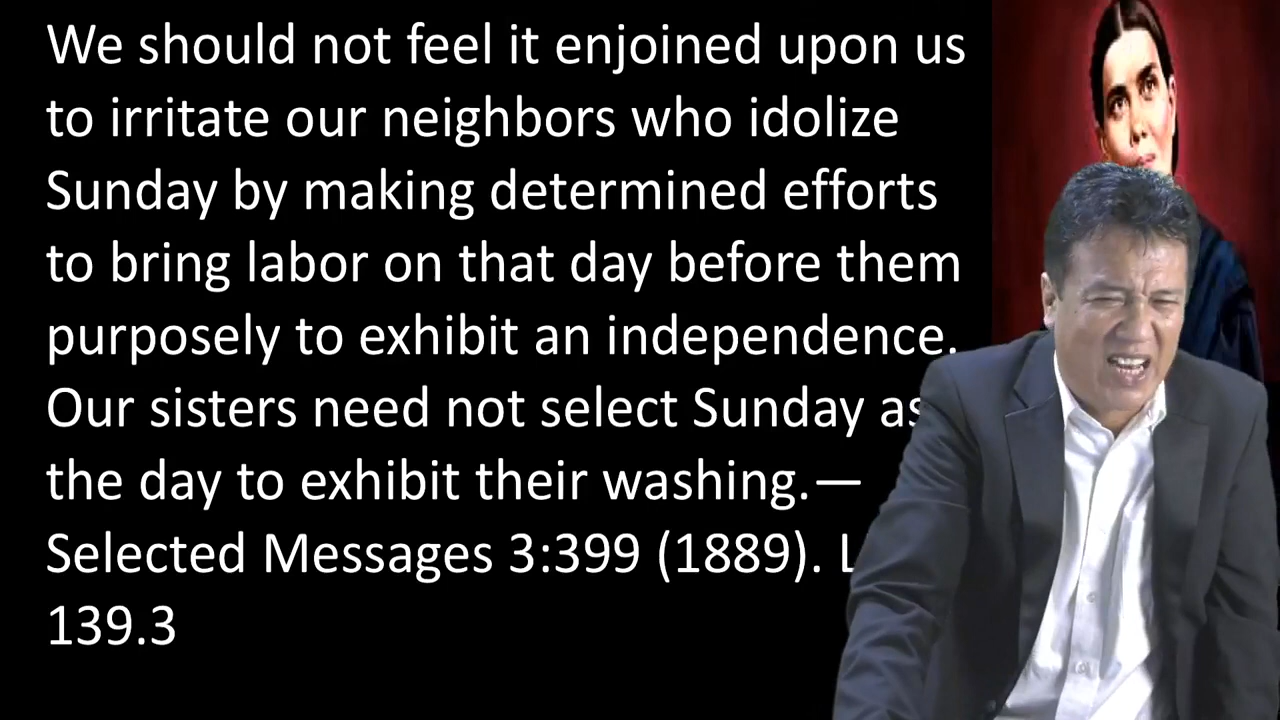 We should not feel it enjoined upon us
to irritate our neighbors who idolize
Sunday by making determined efforts
to bring labor on that day before them
purposely to exhibit an independence.
Our sisters need not select Sunday as
the day to exhibit their washing.—
Selected Messages 3:399 (1889). L
139.3